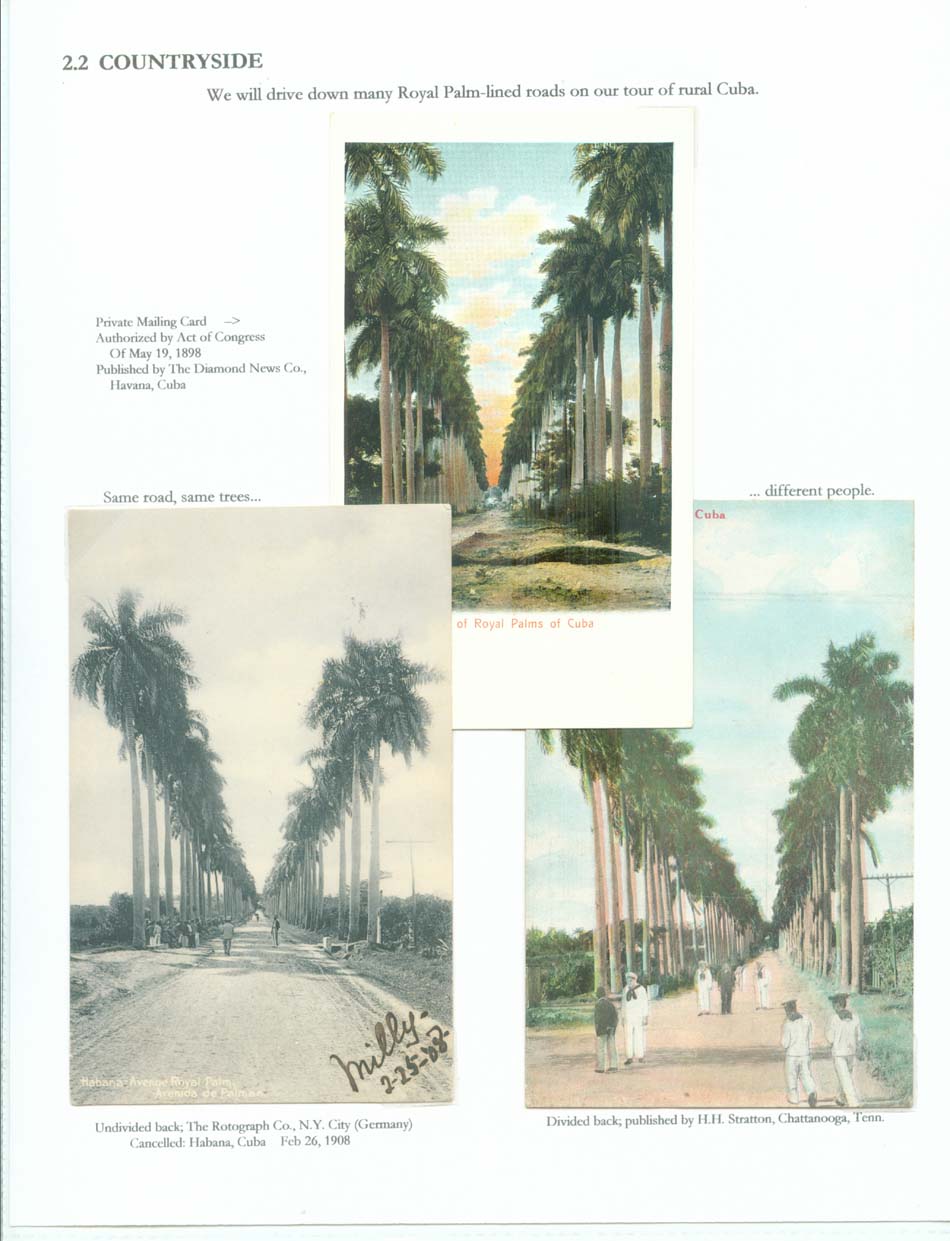 2.2 COUNTRYSIDE
We will drive down many Royal Palm-lined roads on our tour of rural Cuba.
Private Mailing Card –>
Authorized by Act of Congress
Of May 19, 1898
Published by The Diamond News Co.,
Havana, Cuba
Same road, same trees...
... different people.
Cuba
of Royal Palms of Cuba
Milly-
2-25-'08-
Habana-Avenue Royal Palm,
Avenida de Palmas
Undivided back; The Rotograph Co., N.Y. City (Germany)
Cancelled: Habana, Cuba Feb 26, 1908
Divided back; published by H.H. Stratton, Chattanooga, Tenn.